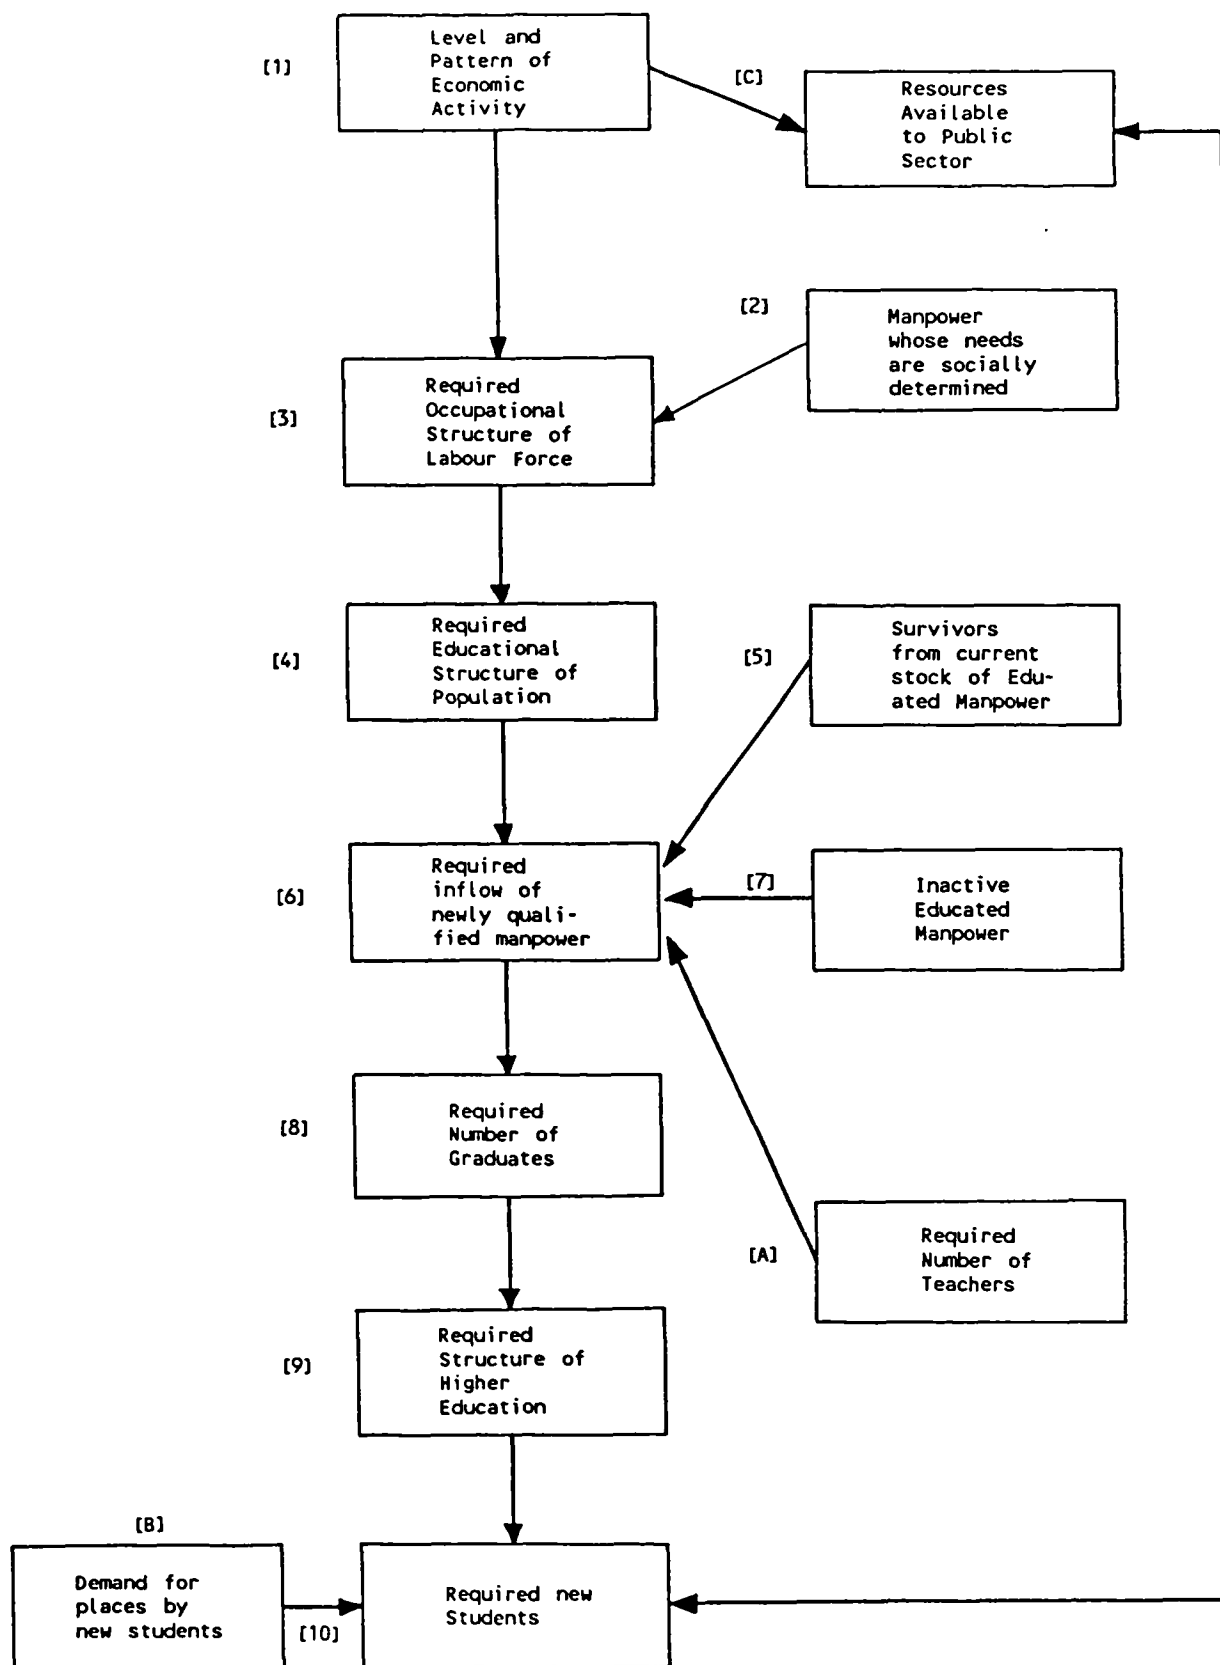 [1]
Level and
Pattern of
Economic
Activity
[C]
Resources
Available
to Public
Sector
[2]
Manpower
whose needs
are socially
determined
[3]
Required
Occupational
Structure of
Labour Force
[4]
Required
Educational
Structure of
Population
[5]
Survivors
from current
stock of Edu-
ated Manpower
[6]
Required
inflow of
newly quali-
fied manpower
[7]
Inactive
Educated
Manpower
[8]
Required
Number of
Graduates
[A]
Required
Number of
Teachers
[9]
Required
Structure of
Higher
Education
[B]
Demand for
places by
new students
[10]
Required new
Students